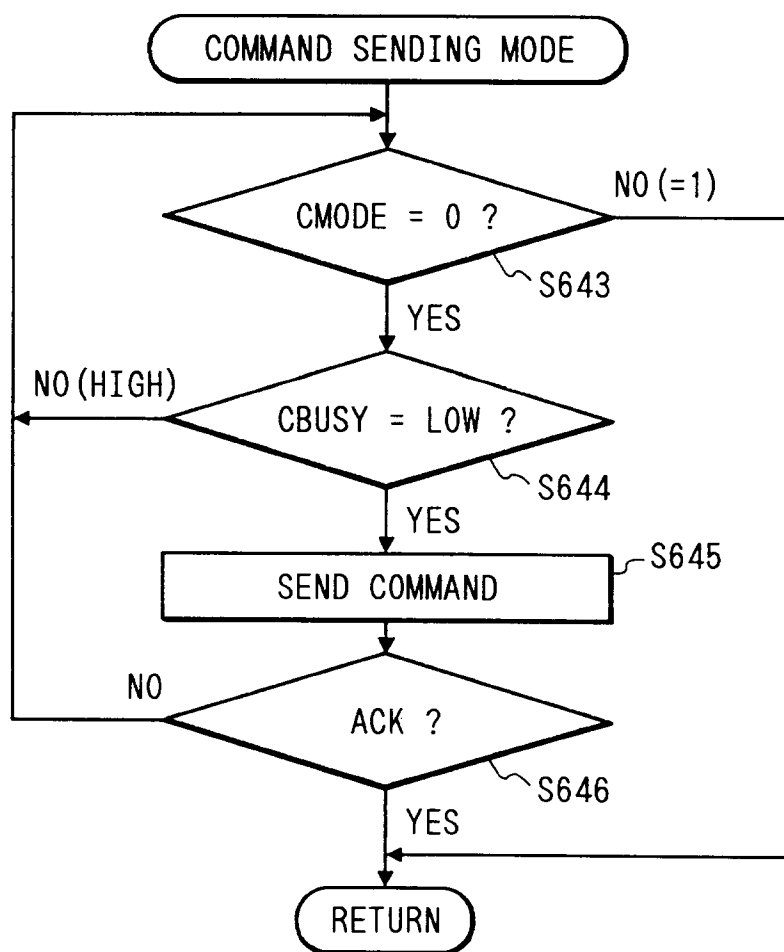 COMMAND SENDING MODE
CMODE = 0 ?
NO(=1)
S643
YES
NO(HIGH)
CBUSY = LOW ?
S644
YES
SEND COMMAND
S645
NO
ACK ?
S646
YES
RETURN